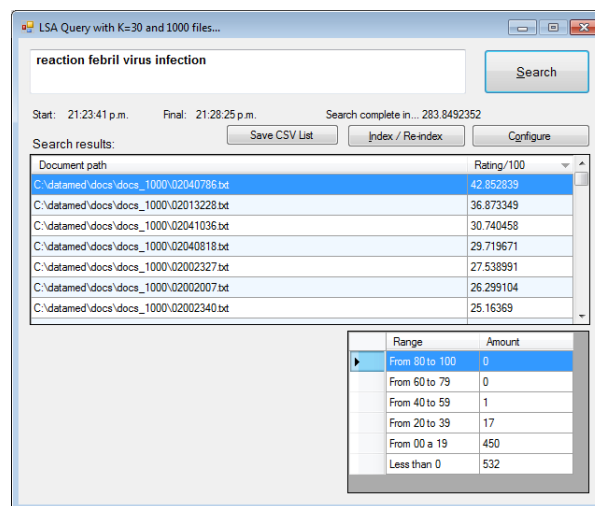 LSA Query with K=30 and 1000 files...
reaction febril virus infection
Search
Start: 21:23:41 p.m. Final: 21:28:25 p.m. Search complete in... 283.8492352
Search results: Save CSV List Index / Re-index Configure
Document path Rating/100
C:\datamed\docs\docs_1000\02040786.txt 42.852839
C:\datamed\docs\docs_1000\02013228.txt 36.873349
C:\datamed\docs\docs_1000\02041036.txt 30.740458
C:\datamed\docs\docs_1000\02040818.txt 29.719671
C:\datamed\docs\docs_1000\02002327.txt 27.538991
C:\datamed\docs\docs_1000\02002007.txt 26.299104
C:\datamed\docs\docs_1000\02002340.txt 25.16369
Range Amount
From 80 to 100 0
From 60 to 79 0
From 40 to 59 1
From 20 to 39 17
From 00 a 19 450
Less than 0 532